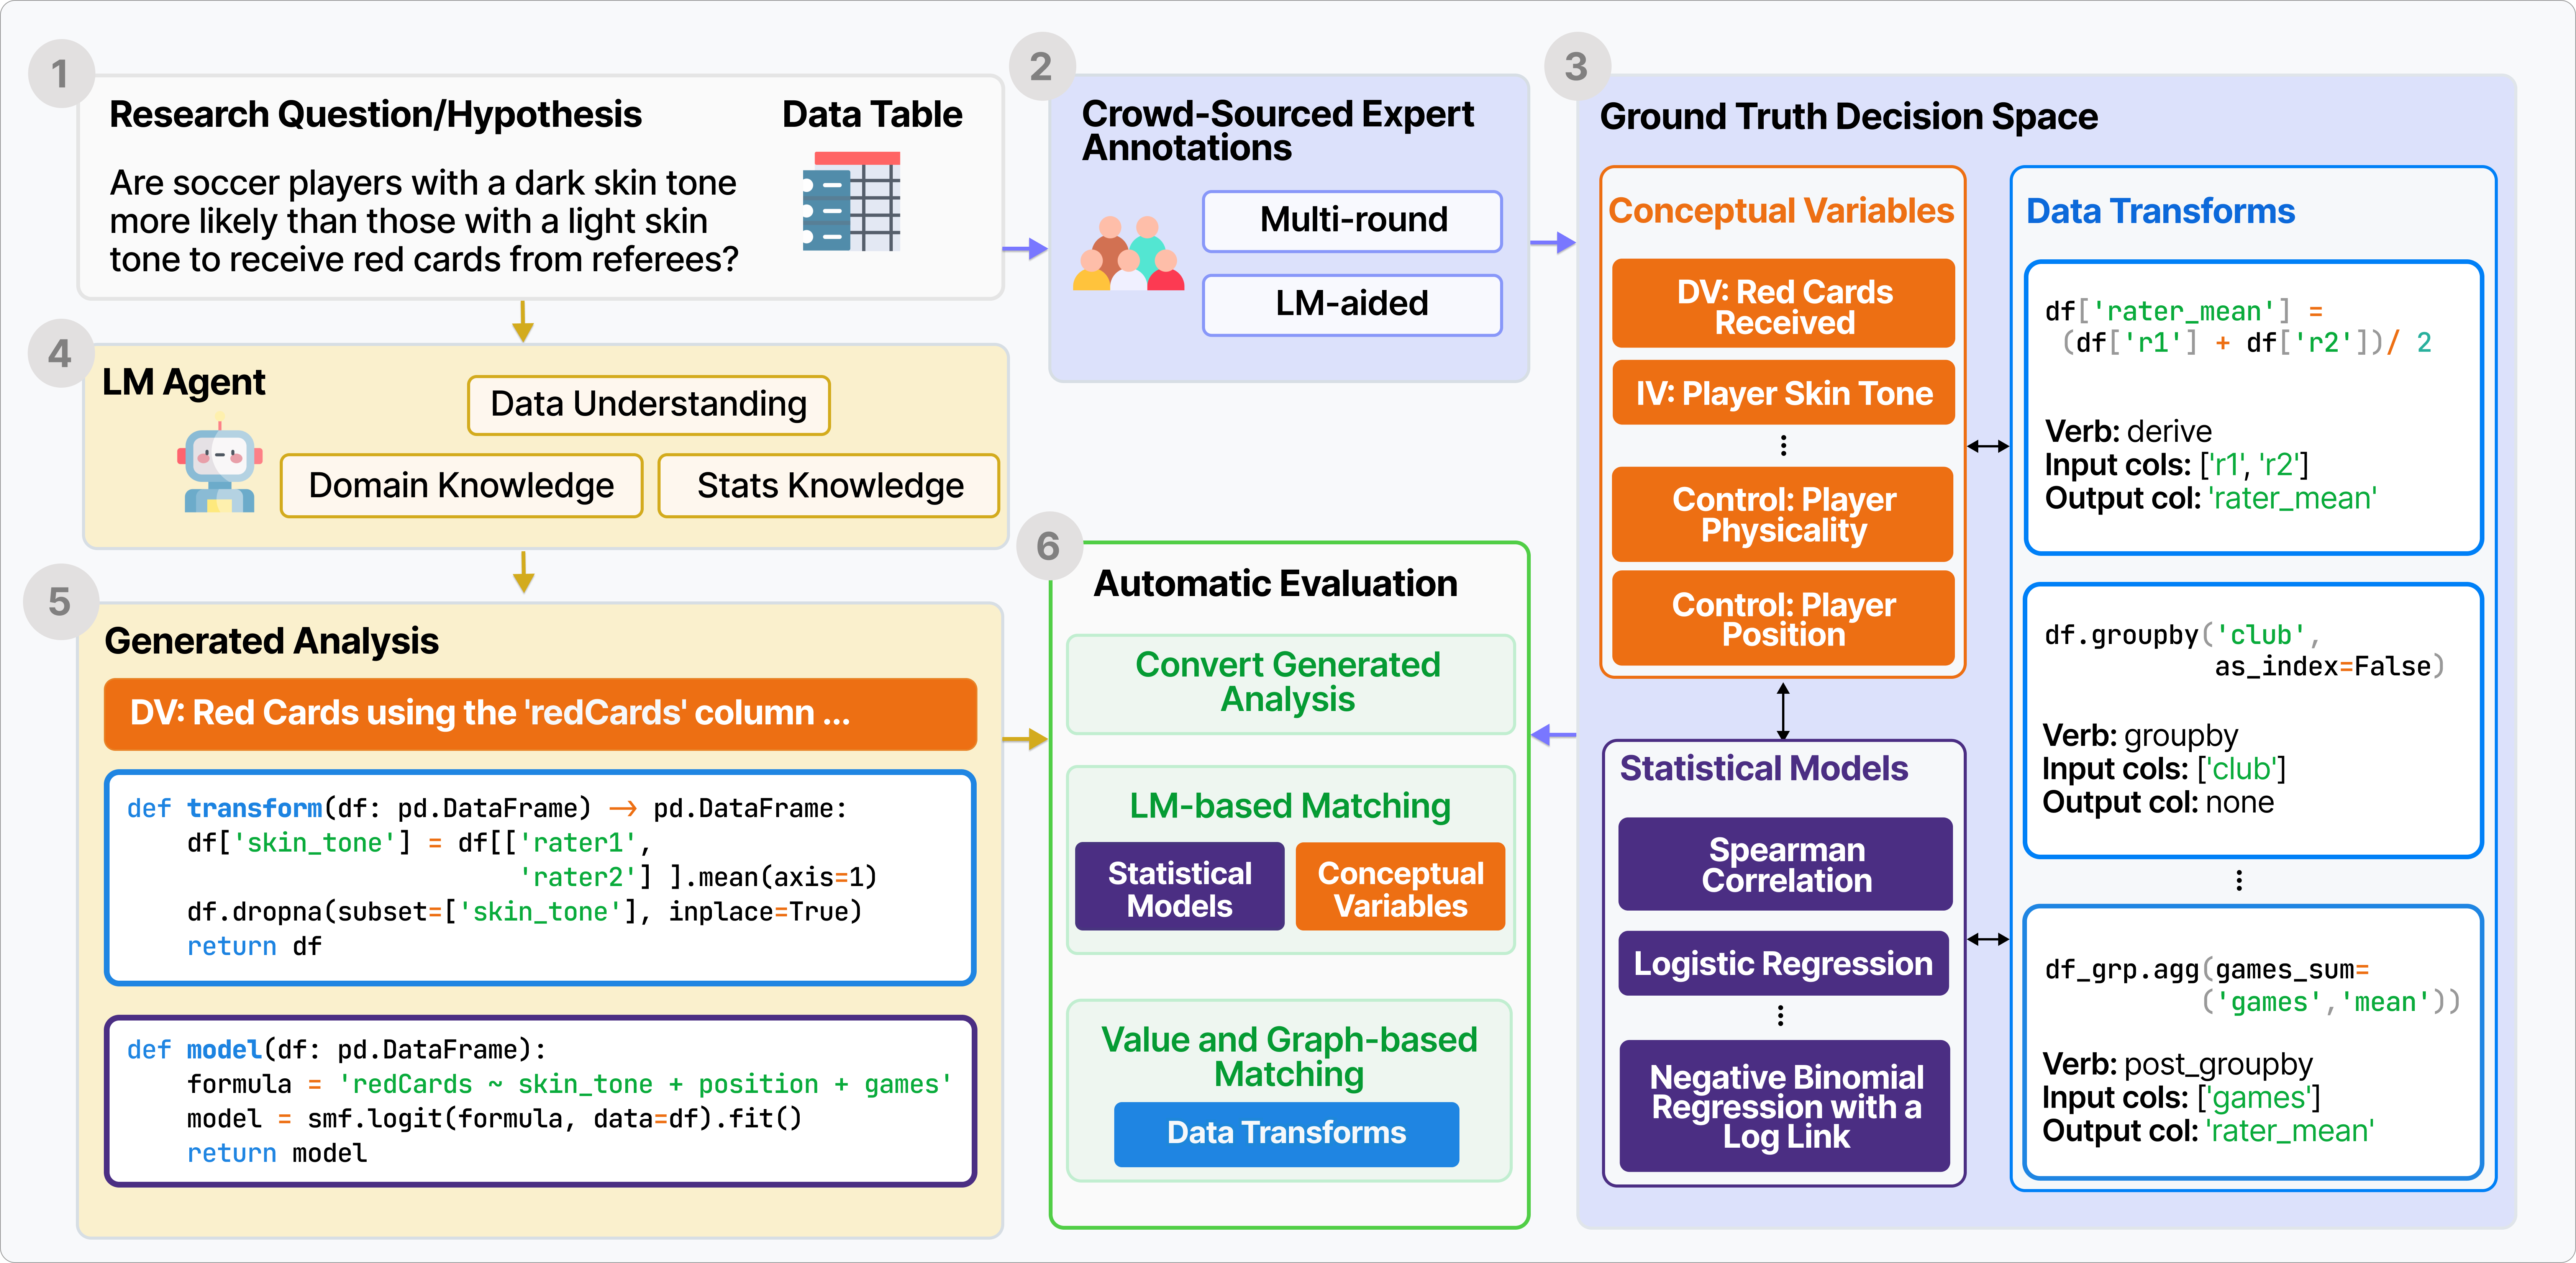 1
Research Question/Hypothesis
Data Table
Are soccer players with a dark skin tone
more likely than those with a light skin
tone to receive red cards from referees?
2
Crowd-Sourced Expert
Annotations
Multi-round
LM-aided
3
Ground Truth Decision Space
Conceptual Variables
DV: Red Cards
Received
IV: Player Skin Tone
⋮
Control: Player
Physicality
Control: Player
Position
Statistical Models
Spearman
Correlation
Logistic Regression
⋮
Negative Binomial
Regression with a
Log Link
Data Transforms
df['rater_mean'] =
(df['r1'] + df['r2'])/ 2
Verb: derive
Input cols: ['r1', 'r2']
Output col: 'rater_mean'
df.groupby('club',
as_index=False)
Verb: groupby
Input cols: ['club']
Output col: none
⋮
df_grp.agg(games_sum=
('games','mean'))
Verb: post_groupby
Input cols: ['games']
Output col: 'rater_mean'
4
LM Agent
Data Understanding
Domain Knowledge
Stats Knowledge
5
Generated Analysis
DV: Red Cards using the 'redCards' column ...
def transform(df: pd.DataFrame) → pd.DataFrame:
df['skin_tone'] = df[['rater1',
'rater2'] ].mean(axis=1)
df.dropna(subset=['skin_tone'], inplace=True)
return df
def model(df: pd.DataFrame):
formula = 'redCards ~ skin_tone + position + games'
model = smf.logit(formula, data=df).fit()
return model
6
Automatic Evaluation
Convert Generated
Analysis
LM-based Matching
Statistical
Models
Conceptual
Variables
Value and Graph-based
Matching
Data Transforms